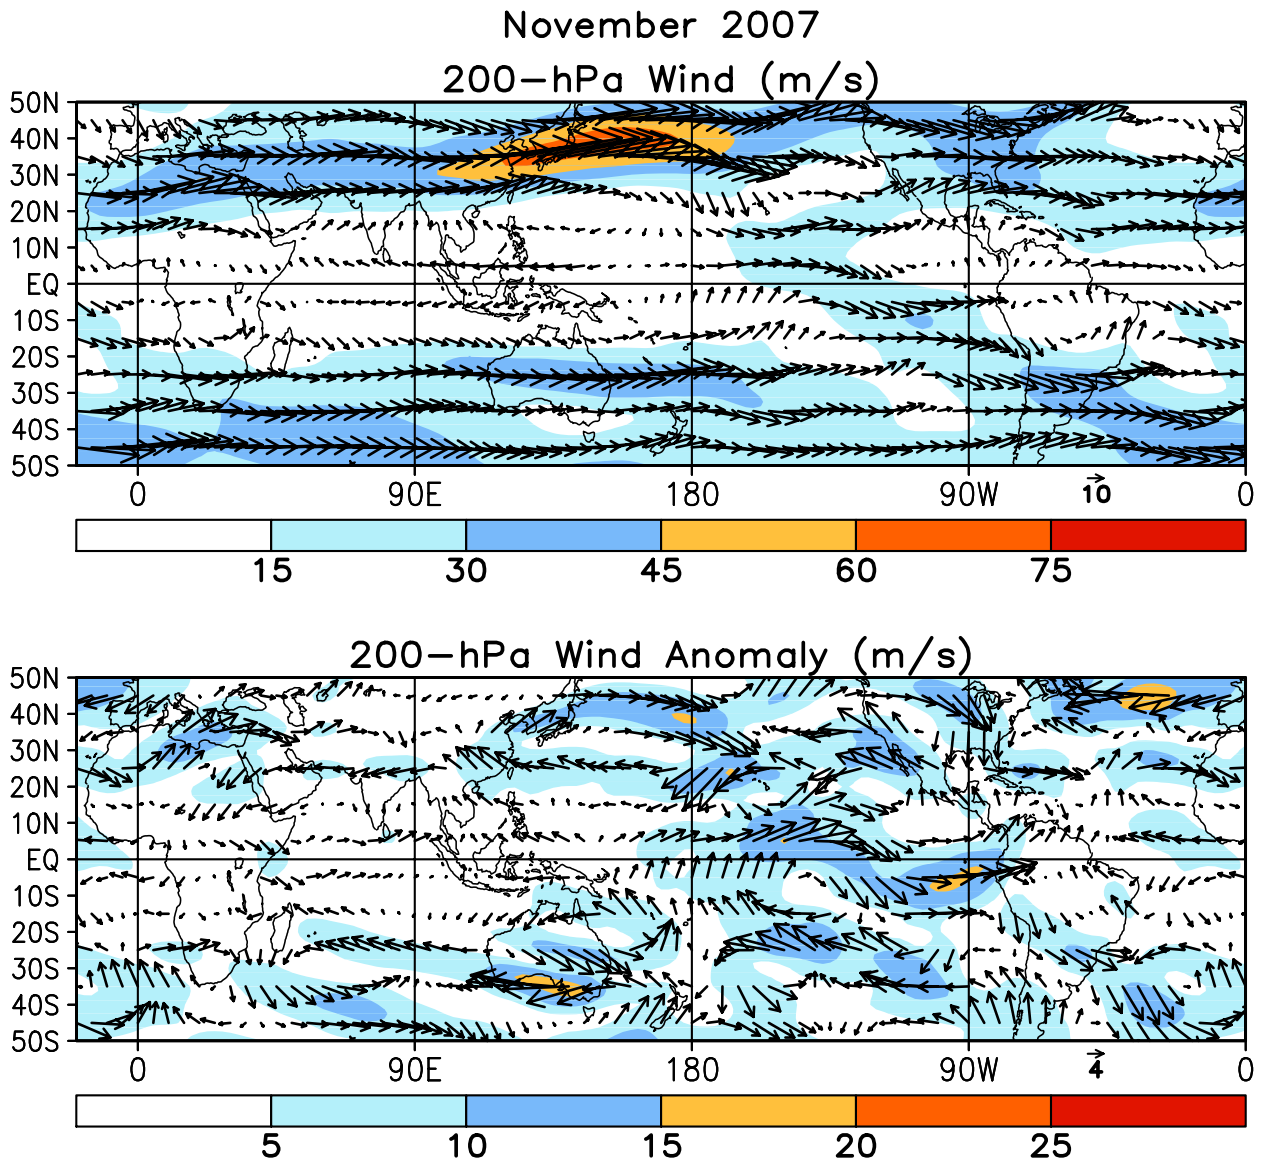 November 2007
200-hPa Wind (m/s)
50N
40N
30N
20N
10N
EQ
10S
20S
30S
40S
50S
0 90E 180 90W 10 0
15 30 45 60 75
200-hPa Wind Anomaly (m/s)
50N
40N
30N
20N
10N
EQ
10S
20S
30S
40S
50S
0 90E 180 90W 4 0
5 10 15 20 25